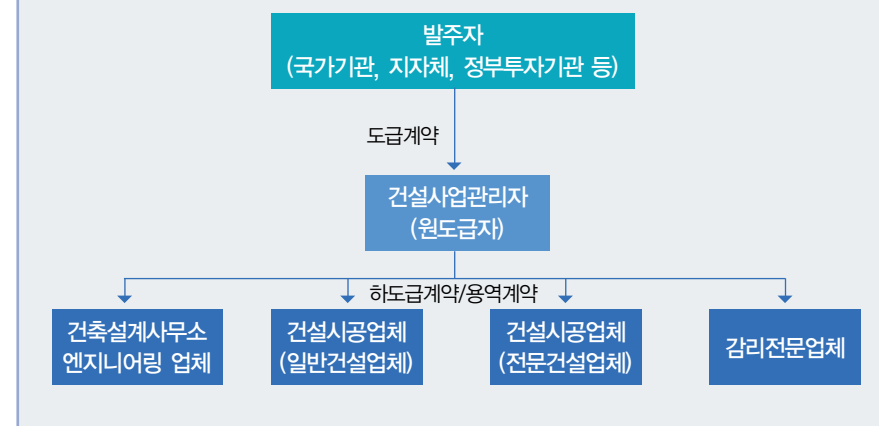 발주자
(국가기관, 지자체, 정부투자기관 등)
도급계약
건설사업관리자
(원도급자)
하도급계약/용역계약
건축설계사무소
엔지니어링 업체
건설시공업체
(일반건설업체)
건설시공업체
(전문건설업체)
감리전문업체